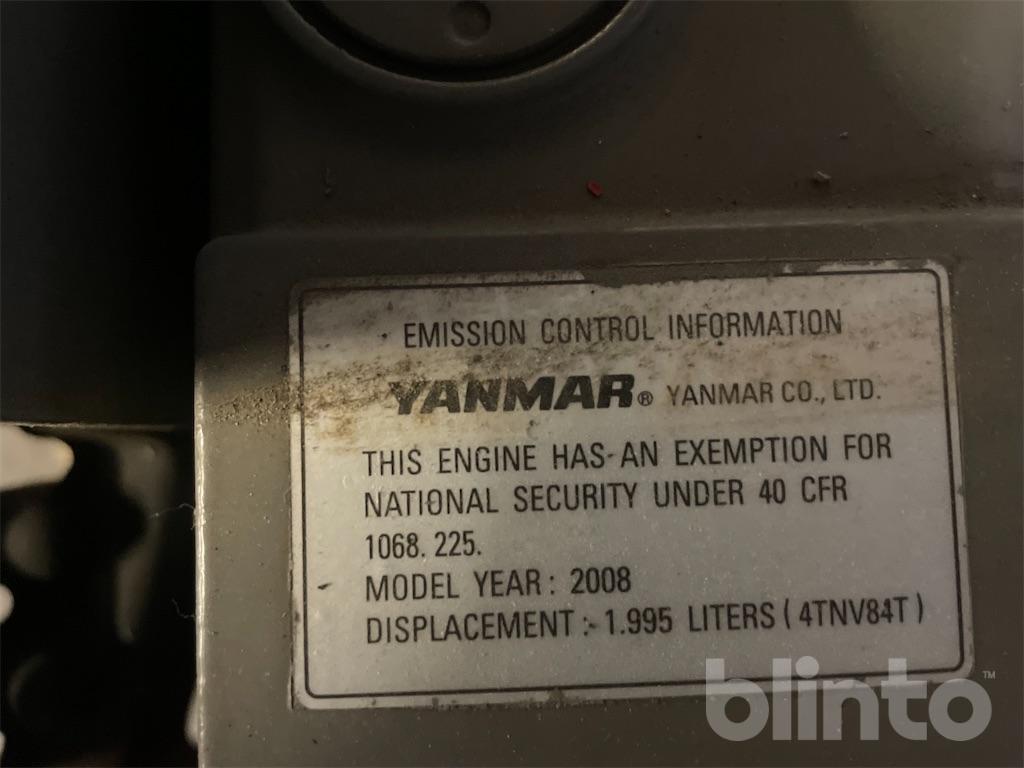 EMISSION CONTROL INFORMATION
YANMAR® YANMAR CO., LTD.
THIS ENGINE HAS AN EXEMPTION FOR
NATIONAL SECURITY UNDER 40 CFR
1068. 225.
MODEL YEAR : 2008
DISPLACEMENT : 1.995 LITERS ( 4TNV84T )
blinto™